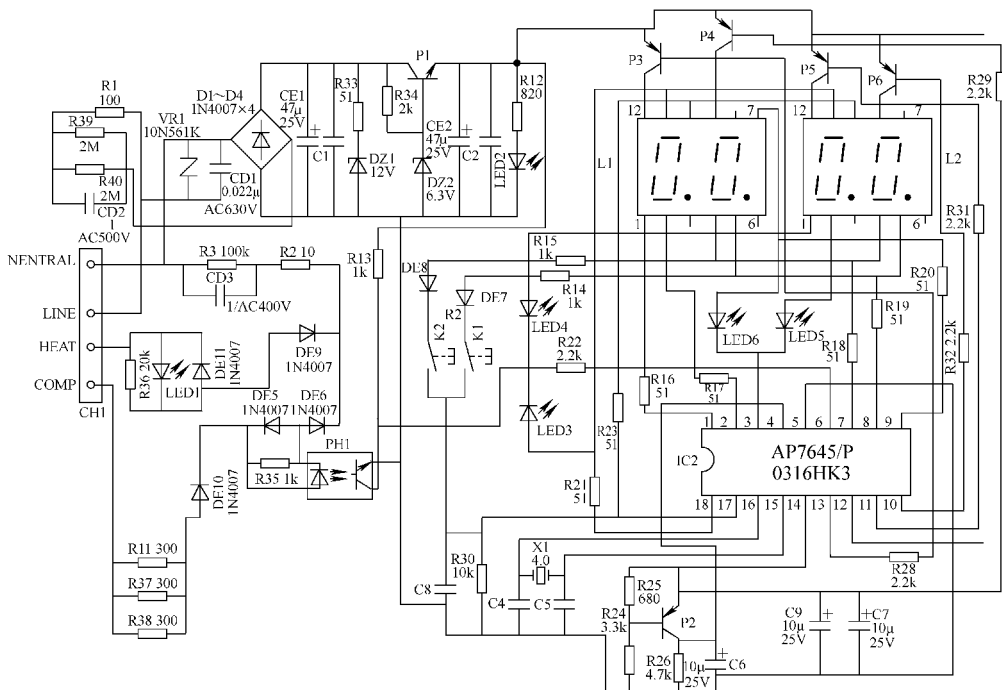 P4
P1
P3
P5
P6
R1
100
D1~D4
1N4007×4
CE1
47μ
25V
R33
51
R34
2k
R12
820
R29
2.2k
R39
2M
VR1
10N561K
C1
CE2
47μ
25V
C2
12
7
12
7
R40
2M
CD2
1
AC500V
CD1
0.022μ
AC630V
DZ1
12V
DZ2
6.3V
LED2
L1
L2
1
6
1
6
R31
2.2k
NENTRAL
R3 100k
R2 10
CD3
1/AC400V
R13
1k
DE8
R15
1k
R14
1k
R20
51
LINE
R2
DE7
K2
K1
LED4
LED6
LED5
R19
51
R18
51
R32 2.2k
HEAT
R36 20k
LED1
DE11
1N4007
DE9
1N4007
R22
2.2k
COMP
CH1
DE5
1N4007
DE6
1N4007
R16
51
R17
51
R23
51
LED3
PH1
R35 1k
DE10
1N4007
1 2 3 4 5 6 7 8 9
IC2
AP7645/P
0316HK3
R21
51
18 17 16 15 14 13 12 11 10
R11 300
R37 300
R38 300
R30
10k
X1
4.0
C8
C4
C5
R25
680
R24
3.3k
P2
R28
2.2k
R26
4.7k
10μ
25V
C6
C9
10μ
25V
C7
10μ
25V